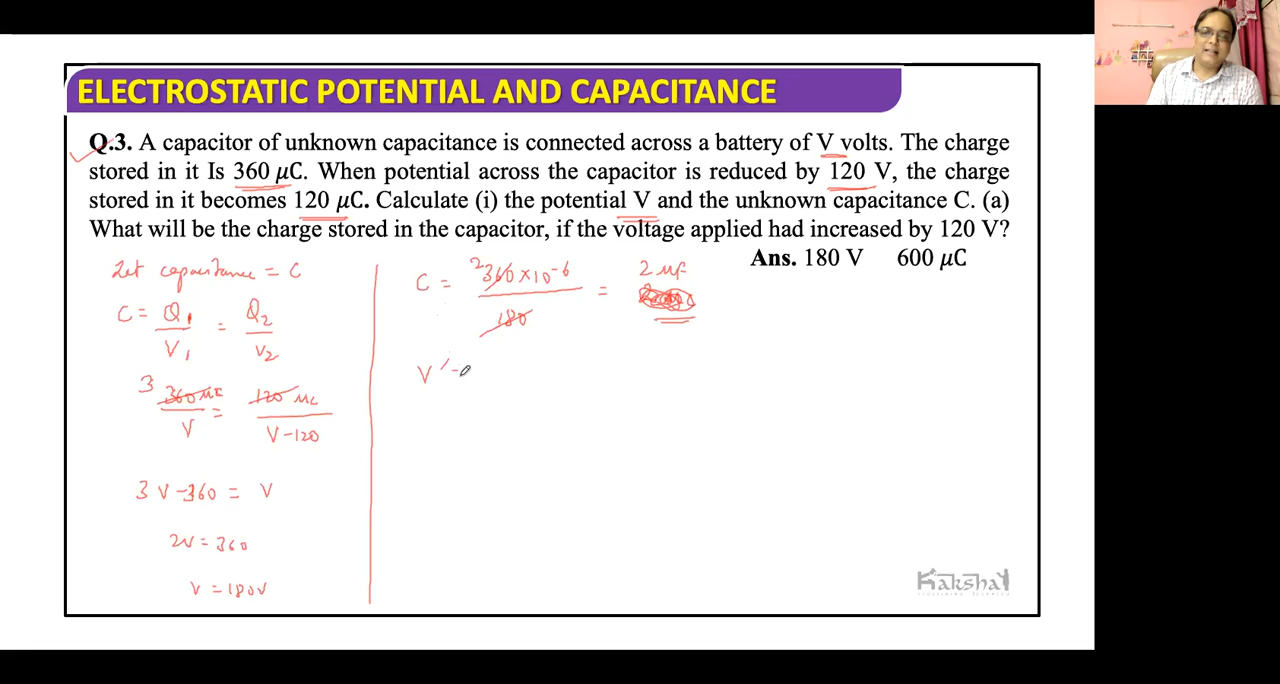 ELECTROSTATIC POTENTIAL AND CAPACITANCE
Q.3. A capacitor of unknown capacitance is connected across a battery of V volts. The charge
stored in it Is 360 μC. When potential across the capacitor is reduced by 120 V, the charge
stored in it becomes 120 μC. Calculate (i) the potential V and the unknown capacitance C. (a)
What will be the charge stored in the capacitor, if the voltage applied had increased by 120 V?
Ans. 180 V 600 μC
Let capacitance = C
C = Q1/V1 = Q2/V2
3 360 μC/V = 120 μC/V-120
3V-360 = V
2V = 360
V = 180V
C = 2 360 × 10^-6/180 = 2 μF
V' =
Kaksha